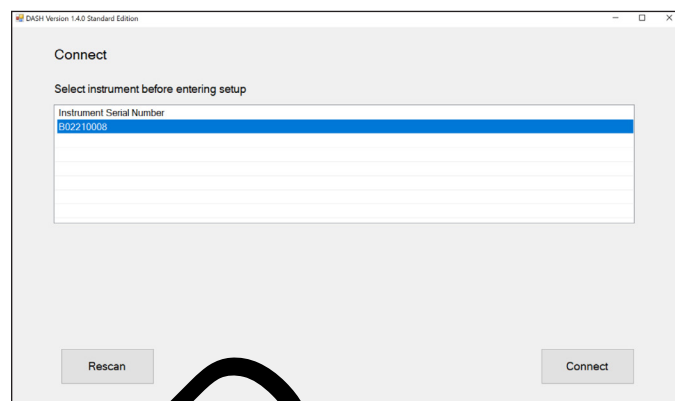 DASH Version 1.4.0 Standard Edition
Connect
Select instrument before entering setup
Instrument Serial Number
B02210008
Rescan
Connect